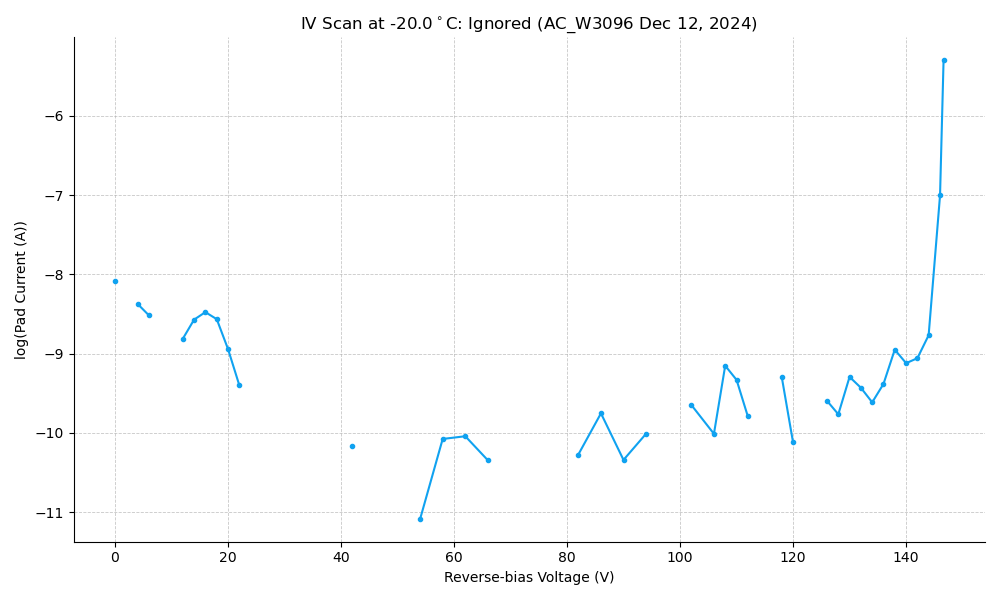 IV Scan at -20.0°C: Ignored (AC_W3096 Dec 12, 2024)
log(Pad Current (A))
−6
−7
−8
−9
−10
−11
0 20 40 60 80 100 120 140
Reverse-bias Voltage (V)